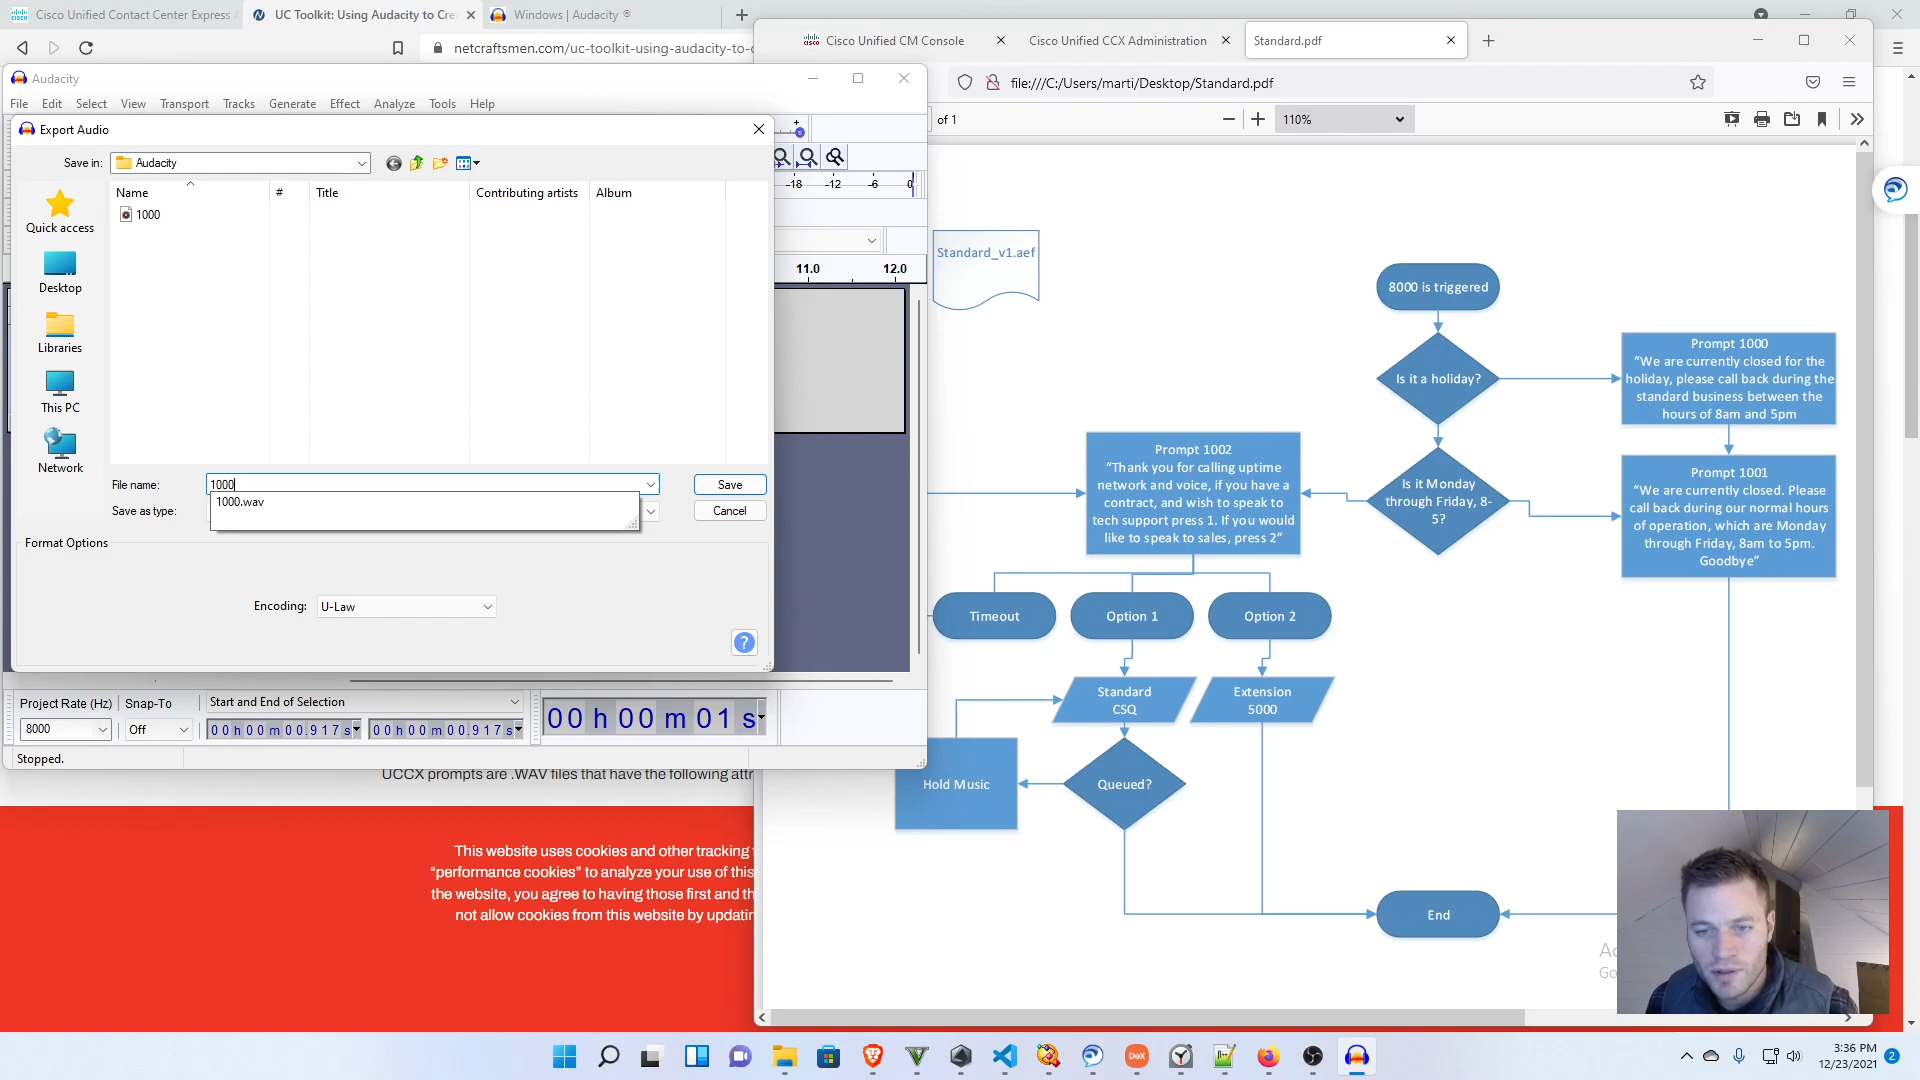 Cisco Unified Contact Center Express
UC Toolkit: Using Audacity to Cre
Windows | Audacity ®
netcraftsmen.com/uc-toolkit-using-audacity-to-c
Cisco Unified CM Console
Cisco Unified CCX Administration
Standard.pdf
file:///C:/Users/marti/Desktop/Standard.pdf
of 1
110%
Audacity
File Edit Select View Transport Tracks Generate Effect Analyze Tools Help
Export Audio
Save in: Audacity
Name # Title Contributing artists Album
1000
Quick access
Desktop
Libraries
This PC
Network
File name: 1000
1000.wav
Save as type:
Save
Cancel
Format Options
Encoding: U-Law
-18 -12 -6 0
11.0 12.0
Project Rate (Hz) Snap-To Start and End of Selection
8000 Off 00h00m00.917s 00h00m00.917s
00h00m01s
Stopped.
UCCX prompts are .WAV files that have the following attr
This website uses cookies and other tracking
“performance cookies” to analyze your use of this
the website, you agree to having those first and th
not allow cookies from this website by updatin
Standard_v1.aef
8000 is triggered
Is it a holiday?
Prompt 1000
“We are currently closed for the
holiday, please call back during the
standard business between the
hours of 8am and 5pm
Prompt 1002
“Thank you for calling uptime
network and voice, if you have a
contract, and wish to speak to
tech support press 1. If you would
like to speak to sales, press 2”
Is it Monday
through Friday, 8-
5?
Prompt 1001
“We are currently closed. Please
call back during our normal hours
of operation, which are Monday
through Friday, 8am to 5pm.
Goodbye”
Timeout
Option 1
Option 2
Standard
CSQ
Extension
5000
Hold Music
Queued?
End
DeX
3:36 PM
12/23/2021
2